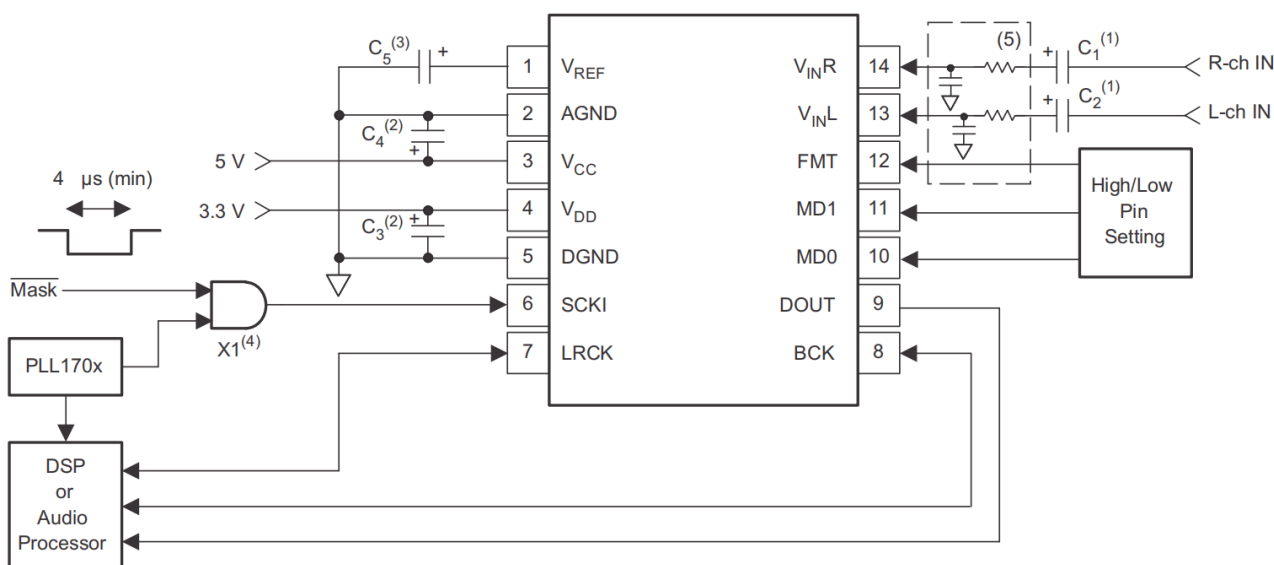 C5(3) +
1 VREF
2 AGND
C4(2)
+
5 V
3 VCC
4 µs (min)
3.3 V
4 VDD
+
C3(2)
5 DGND
Mask
6 SCKI
X1(4)
7 LRCK
PLL170x
DSP
or
Audio
Processor
(5)
+ C1(1)
VINR 14
R-ch IN
+ C2(1)
VINL 13
L-ch IN
FMT 12
MD1 11
MD0 10
High/Low
Pin
Setting
DOUT 9
BCK 8